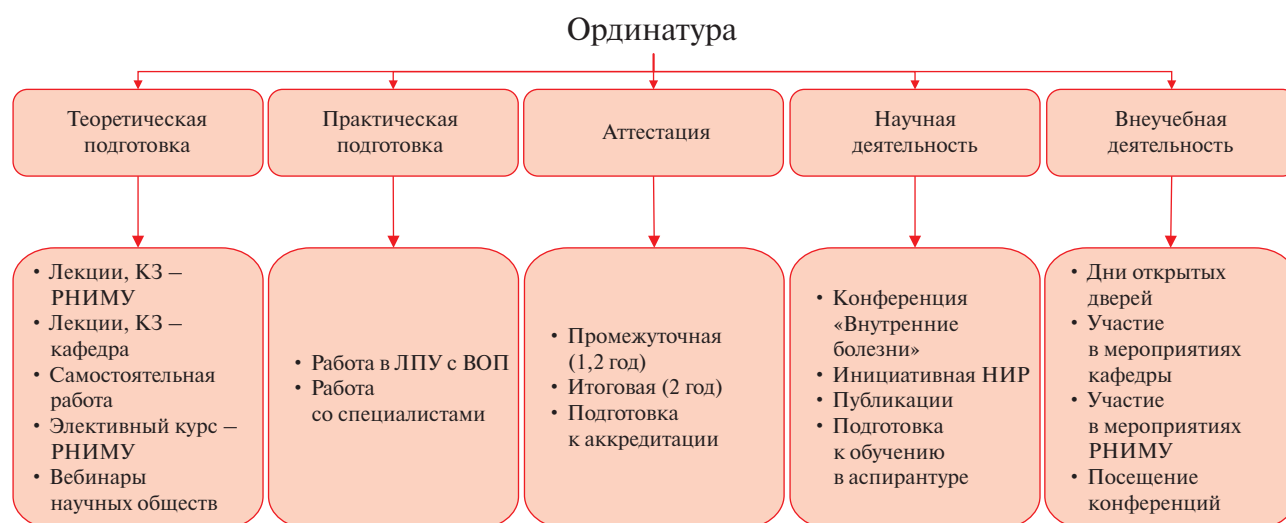 Ординатура
Теоретическая
подготовка
Практическая
подготовка
Аттестация
Научная
деятельность
Внеучебная
деятельность
• Лекции, КЗ –
РНИМУ
• Лекции, КЗ –
кафедра
• Самостоятельная
работа
• Элективный курс –
РНИМУ
• Вебинары
научных обществ
• Работа в ЛПУ с ВОП
• Работа
со специалистами
• Промежуточная
(1,2 год)
• Итоговая (2 год)
• Подготовка
к аккредитации
• Конференция
«Внутренние
болезни»
• Инициативная НИР
• Публикации
• Подготовка
к обучению
в аспирантуре
• Дни открытых
дверей
• Участие
в мероприятиях
кафедры
• Участие
в мероприятиях
РНИМУ
• Посещение
конференций